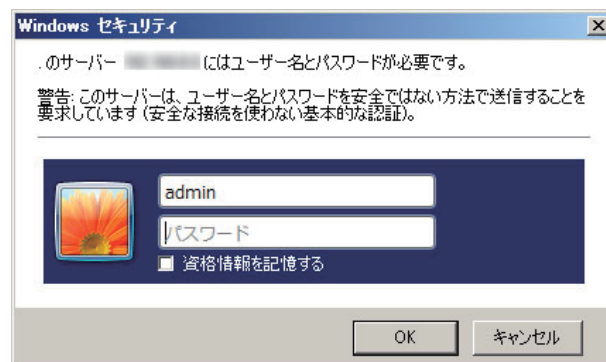 Windows セキュリティ
.のサーバー にはユーザー名とパスワードが必要です。
警告: このサーバーは、ユーザー名とパスワードを安全ではない方法で送信することを
要求しています (安全な接続を使わない基本的な認証)。
admin
パスワード
資格情報を記憶する
OK
キャンセル